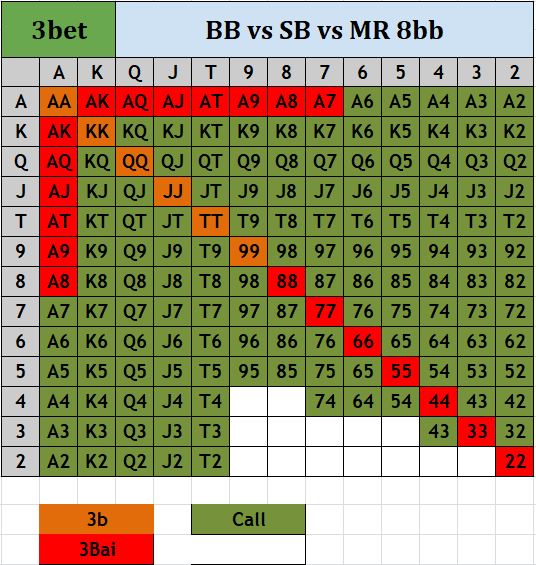 3bet BB vs SB vs MR 8bb
A K Q J T 9 8 7 6 5 4 3 2
A AA AK AQ AJ AT A9 A8 A7 A6 A5 A4 A3 A2
K AK KK KQ KJ KT K9 K8 K7 K6 K5 K4 K3 K2
Q AQ KQ QQ QJ QT Q9 Q8 Q7 Q6 Q5 Q4 Q3 Q2
J AJ KJ QJ JJ JT J9 J8 J7 J6 J5 J4 J3 J2
T AT KT QT JT TT T9 T8 T7 T6 T5 T4 T3 T2
9 A9 K9 Q9 J9 T9 99 98 97 96 95 94 93 92
8 A8 K8 Q8 J8 T8 98 88 87 86 85 84 83 82
7 A7 K7 Q7 J7 T7 97 87 77 76 75 74 73 72
6 A6 K6 Q6 J6 T6 96 86 76 66 65 64 63 62
5 A5 K5 Q5 J5 T5 95 85 75 65 55 54 53 52
4 A4 K4 Q4 J4 T4 74 64 54 44 43 42
3 A3 K3 Q3 J3 T3 43 33 32
2 A2 K2 Q2 J2 T2 22
3b Call
3Bai